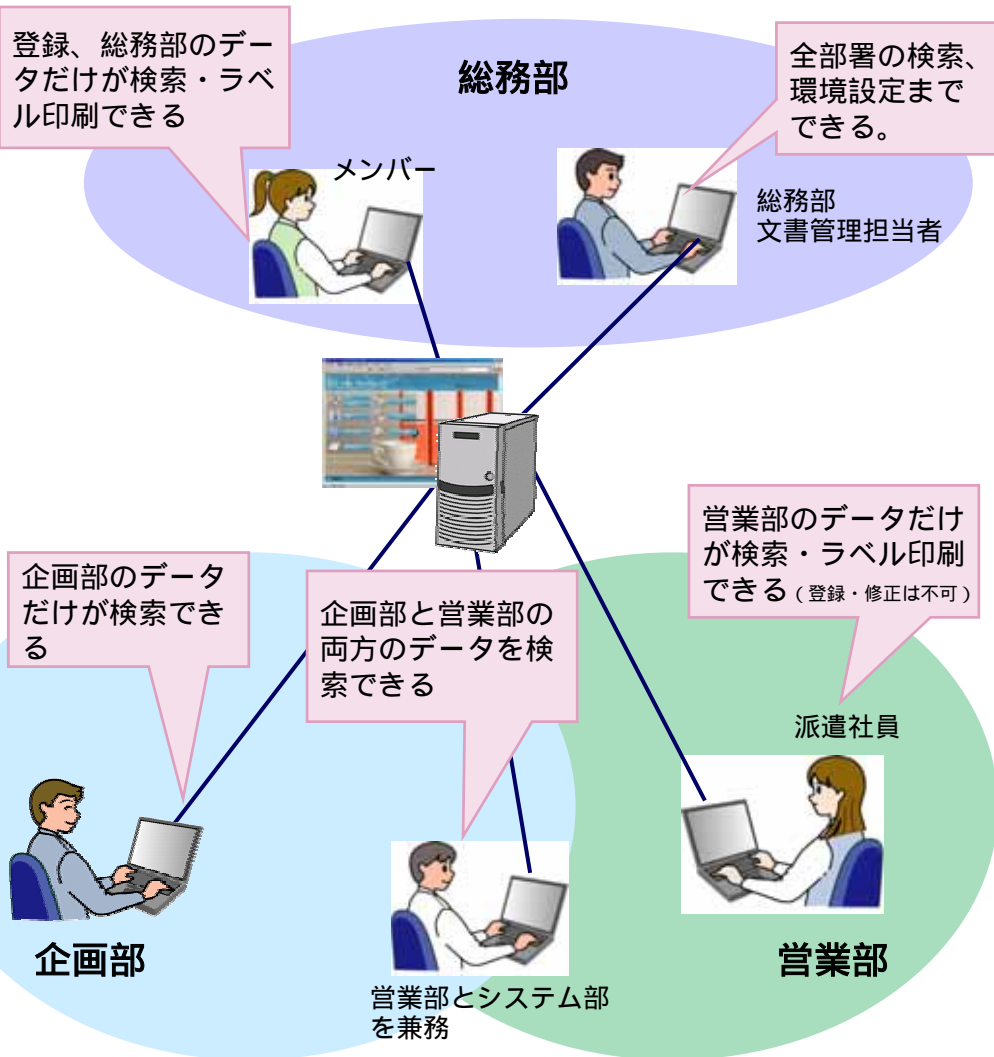 登録、総務部のデー
タだけが検索・ラベ
ル印刷できる
総務部
全部署の検索、
環境設定まで
できる。
メンバー
総務部
文書管理担当者
営業部のデータだけ
が検索・ラベル印刷
できる(登録・修正は不可)
企画部のデータ
だけが検索でき
る
企画部と営業部の
両方のデータを検
索できる
派遣社員
企画部
営業部
営業部とシステム部
を兼務